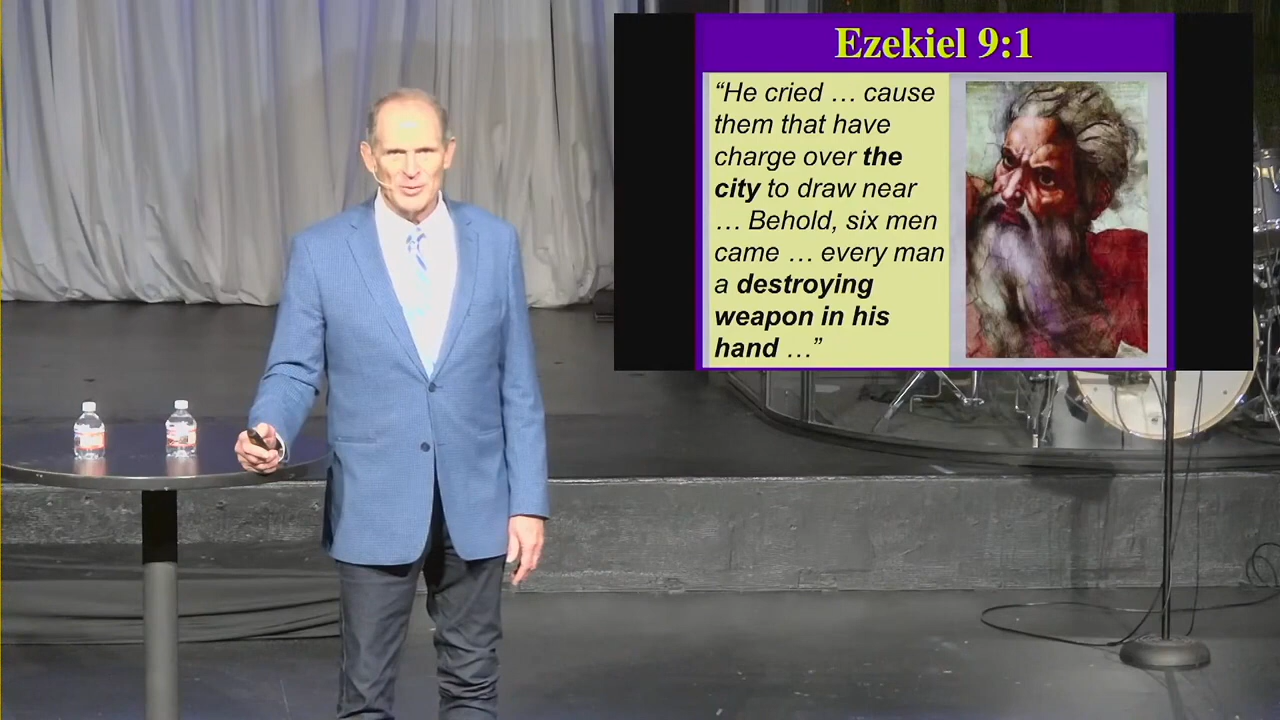 Ezekiel 9:1
“He cried … cause
them that have
charge over the
city to draw near
… Behold, six men
came … every man
a destroying
weapon in his
hand …”